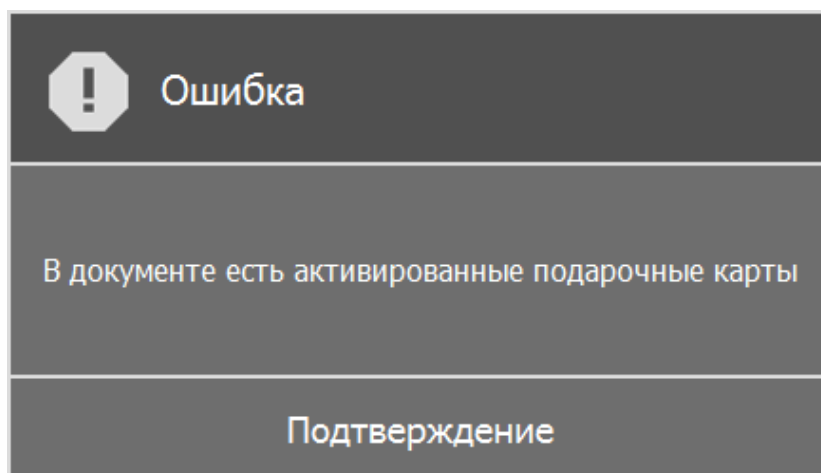 Ошибка
В документе есть активированные подарочные карты
Подтверждение